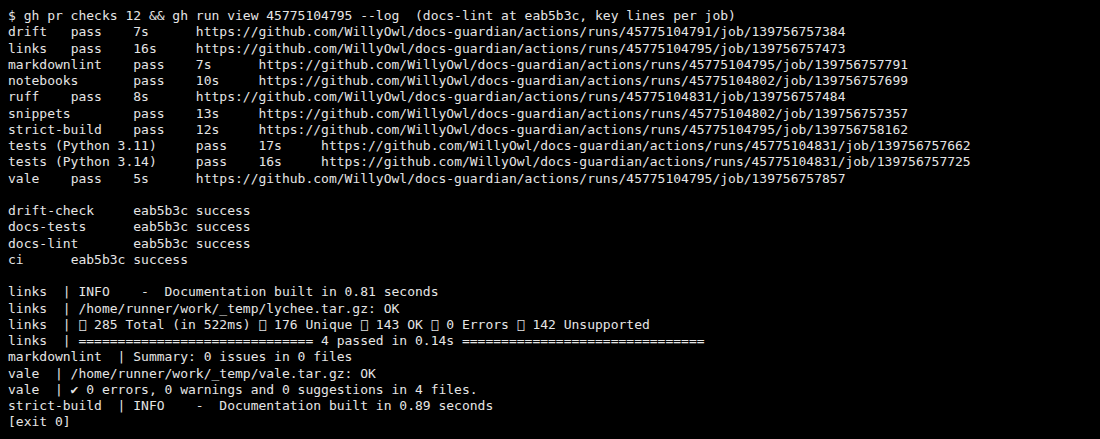 $ gh pr checks 12 && gh run view 45775104795 --log  (docs-lint at eab5b3c, key lines per job)
drift	pass	7s	https://github.com/WillyOwl/docs-guardian/actions/runs/45775104791/job/139756757384
links	pass	16s	https://github.com/WillyOwl/docs-guardian/actions/runs/45775104795/job/139756757473
markdownlint	pass	7s	https://github.com/WillyOwl/docs-guardian/actions/runs/45775104795/job/139756757791
notebooks	pass	10s	https://github.com/WillyOwl/docs-guardian/actions/runs/45775104802/job/139756757699
ruff	pass	8s	https://github.com/WillyOwl/docs-guardian/actions/runs/45775104831/job/139756757484
snippets	pass	13s	https://github.com/WillyOwl/docs-guardian/actions/runs/45775104802/job/139756757357
strict-build	pass	12s	https://github.com/WillyOwl/docs-guardian/actions/runs/45775104795/job/139756758162
tests (Python 3.11)	pass	17s	https://github.com/WillyOwl/docs-guardian/actions/runs/45775104831/job/139756757662
tests (Python 3.14)	pass	16s	https://github.com/WillyOwl/docs-guardian/actions/runs/45775104831/job/139756757725
vale	pass	5s	https://github.com/WillyOwl/docs-guardian/actions/runs/45775104795/job/139756757857
drift-check	eab5b3c success
docs-tests	eab5b3c success
docs-lint	eab5b3c success
ci	eab5b3c success
links  | INFO    -  Documentation built in 0.81 seconds
links  | /home/runner/work/_temp/lychee.tar.gz: OK
links  | 285 Total (in 522ms) 176 Unique 143 OK 0 Errors 142 Unsupported
links  | ============================== 4 passed in 0.14s ===============================
markdownlint  | Summary: 0 issues in 0 files
vale  | /home/runner/work/_temp/vale.tar.gz: OK
vale  | ✔ 0 errors, 0 warnings and 0 suggestions in 4 files.
strict-build  | INFO    -  Documentation built in 0.89 seconds
[exit 0]